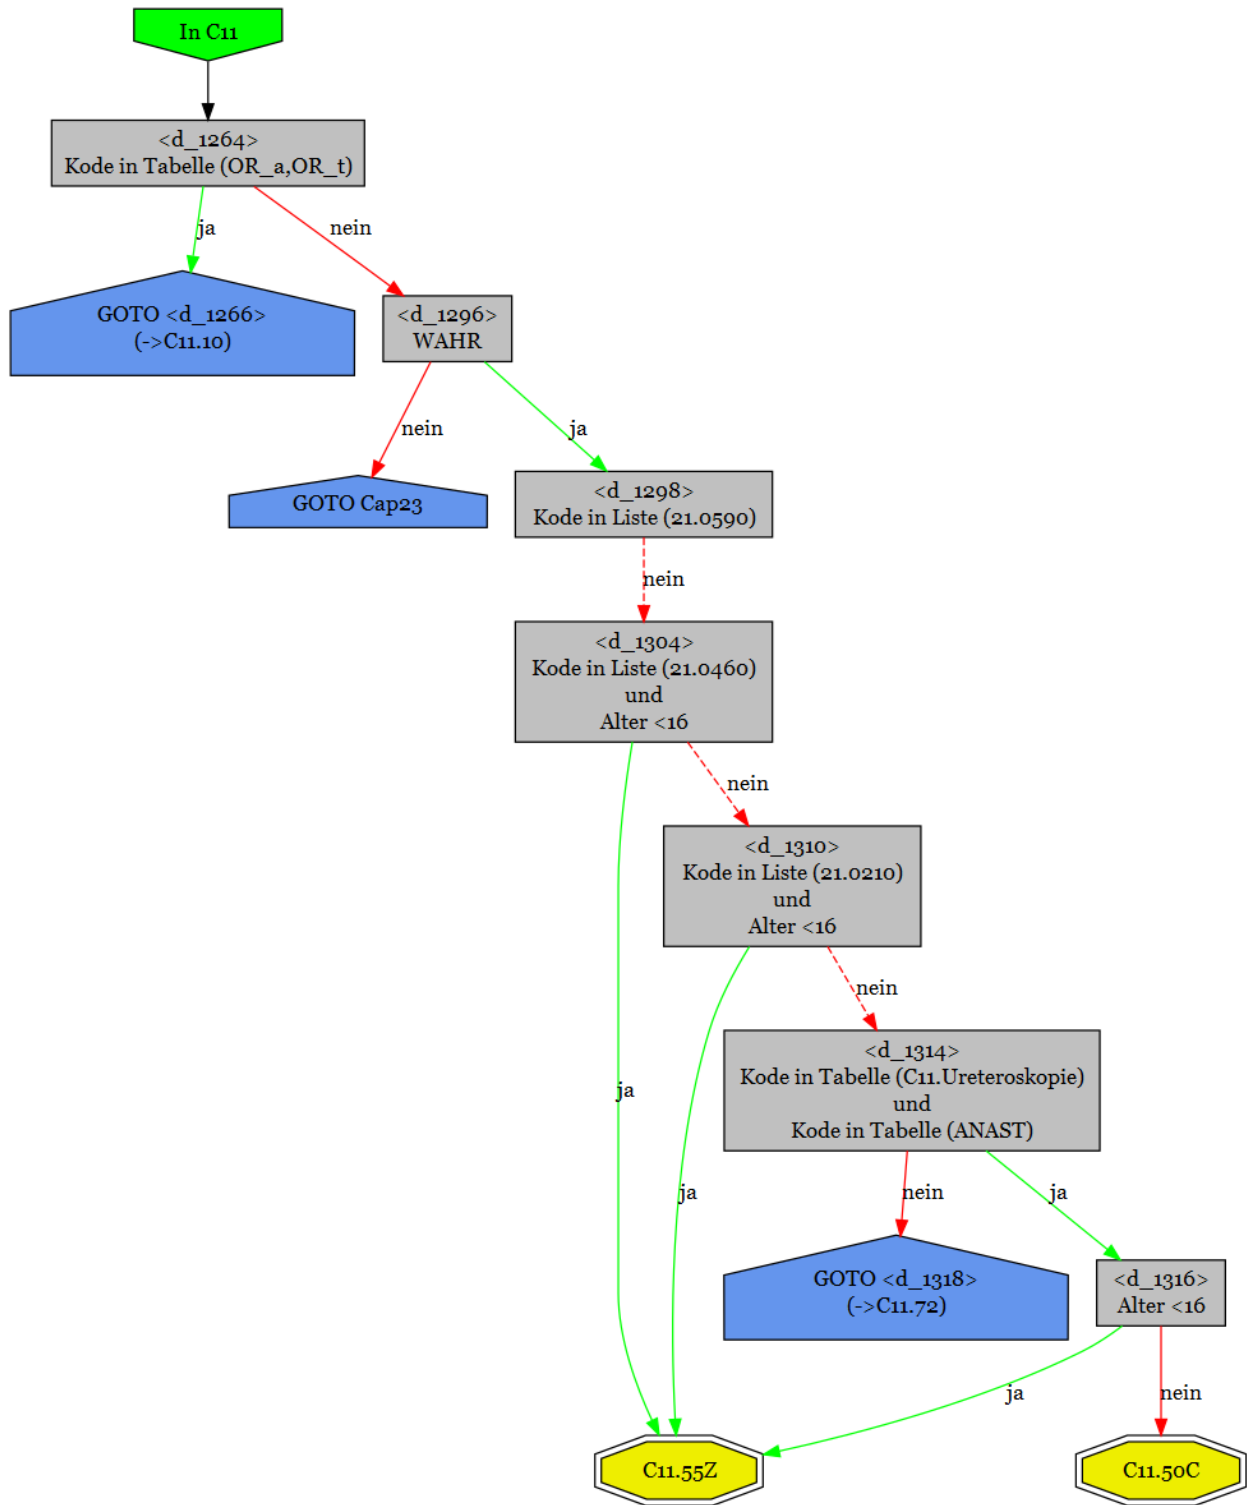 In C11
<d_1264>
Kode in Tabelle (OR_a,OR_t)
ja
nein
GOTO <d_1266>
(->C11.10)
<d_1296>
WAHR
nein
ja
GOTO Cap23
<d_1298>
Kode in Liste (21.0590)
nein
<d_1304>
Kode in Liste (21.0460)
und
Alter <16
nein
<d_1310>
Kode in Liste (21.0210)
und
Alter <16
nein
<d_1314>
Kode in Tabelle (C11.Ureteroskopie)
und
Kode in Tabelle (ANAST)
ja
ja
nein
ja
GOTO <d_1318>
(->C11.72)
<d_1316>
Alter <16
ja
nein
C11.55Z
C11.50C